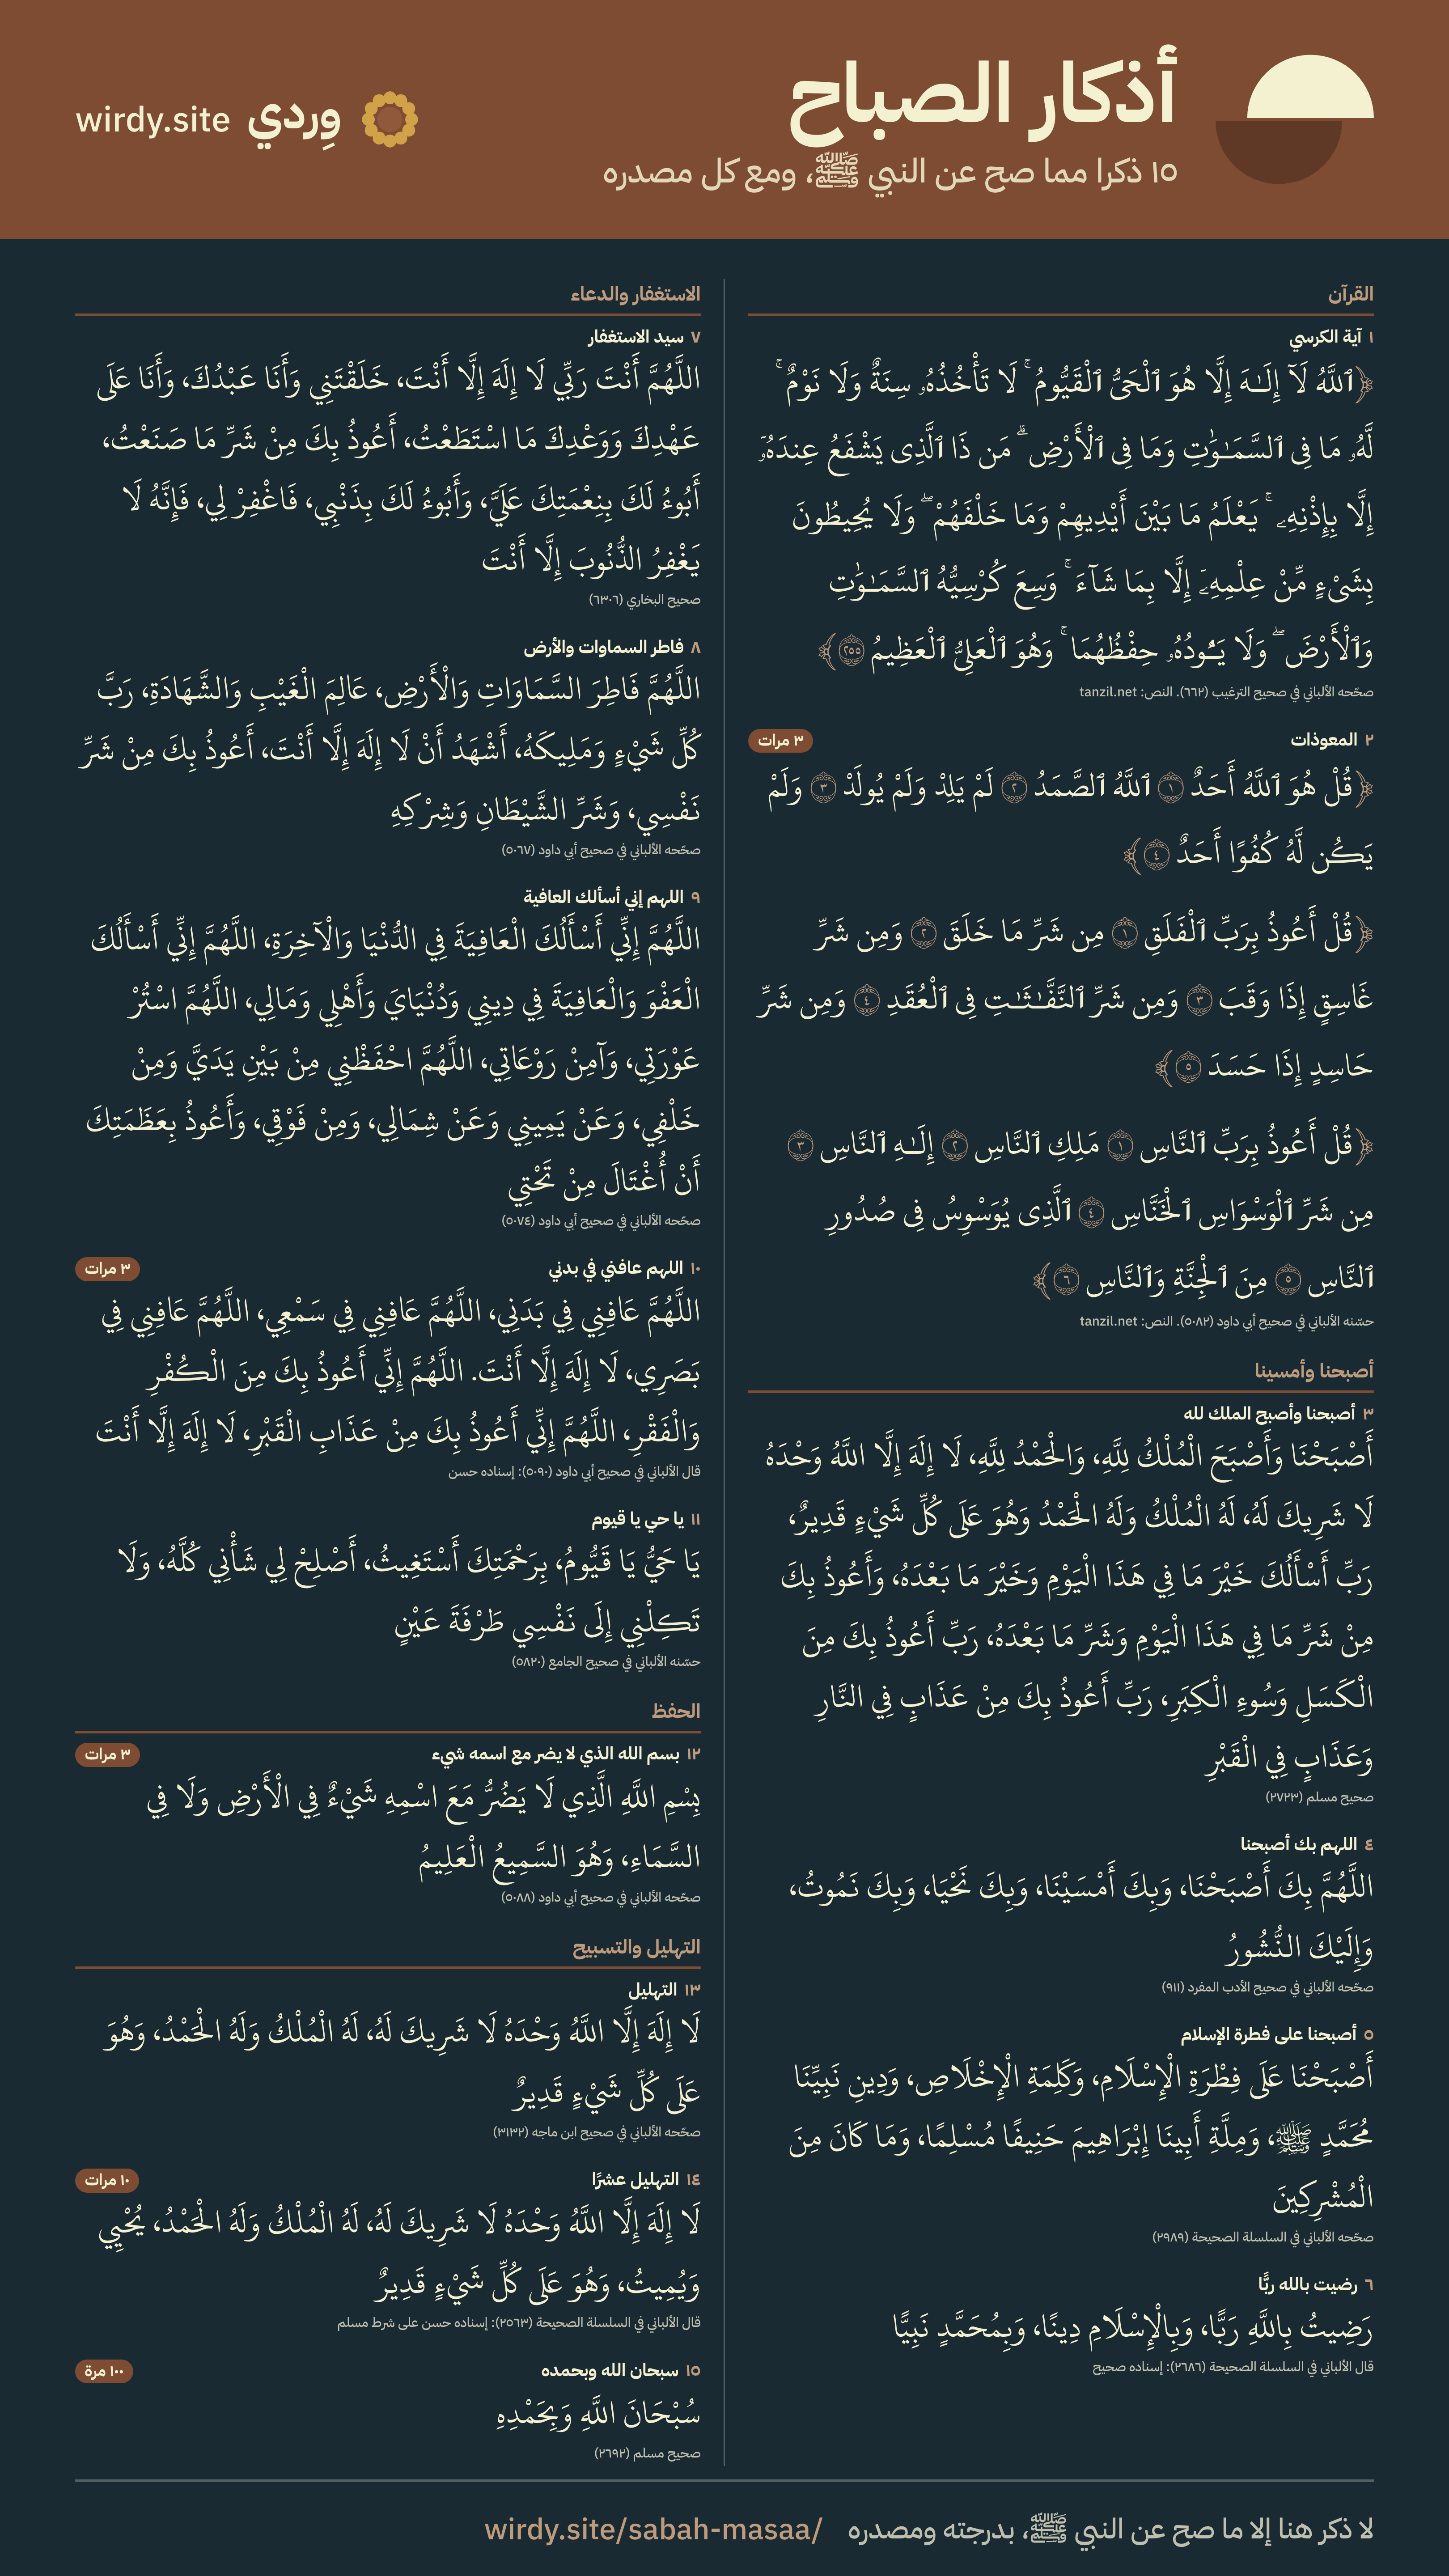 أذكار الصباح
١٥ ذكرا مما صح عن النبي ﷺ، ومع كل مصدره
وِردي wirdy.site
القرآن
١ آية الكرسي
﴿ٱللَّهُ لَآ إِلَـٰهَ إِلَّا هُوَ ٱلْحَىُّ ٱلْقَيُّومُ ۚ لَا تَأْخُذُهُۥ سِنَةٌ وَلَا نَوْمٌ ۚ
لَّهُۥ مَا فِى ٱلسَّمَـٰوَٰتِ وَمَا فِى ٱلْأَرْضِ ۗ مَن ذَا ٱلَّذِى يَشْفَعُ عِندَهُۥٓ
إِلَّا بِإِذْنِهِۦ ۚ يَعْلَمُ مَا بَيْنَ أَيْدِيهِمْ وَمَا خَلْفَهُمْ ۖ وَلَا يُحِيطُونَ
بِشَىْءٍ مِّنْ عِلْمِهِۦٓ إِلَّا بِمَا شَآءَ ۚ وَسِعَ كُرْسِيُّهُ ٱلسَّمَـٰوَٰتِ
وَٱلْأَرْضَ ۖ وَلَا يَـُٔودُهُۥ حِفْظُهُمَا ۚ وَهُوَ ٱلْعَلِىُّ ٱلْعَظِيمُ ٢٥٥﴾
صحّحه الألباني في صحيح الترغيب (٦٦٢). النص: tanzil.net
٢ المعوذات
٣ مرات
﴿قُلْ هُوَ ٱللَّهُ أَحَدٌ ١ ٱللَّهُ ٱلصَّمَدُ ٢ لَمْ يَلِدْ وَلَمْ يُولَدْ ٣ وَلَمْ
يَكُن لَّهُ كُفُوًا أَحَدٌ ٤﴾
﴿قُلْ أَعُوذُ بِرَبِّ ٱلْفَلَقِ ١ مِن شَرِّ مَا خَلَقَ ٢ وَمِن شَرِّ
غَاسِقٍ إِذَا وَقَبَ ٣ وَمِن شَرِّ ٱلنَّفَّـٰثَـٰتِ فِى ٱلْعُقَدِ ٤ وَمِن شَرِّ
حَاسِدٍ إِذَا حَسَدَ ٥﴾
﴿قُلْ أَعُوذُ بِرَبِّ ٱلنَّاسِ ١ مَلِكِ ٱلنَّاسِ ٢ إِلَـٰهِ ٱلنَّاسِ ٣
مِن شَرِّ ٱلْوَسْوَاسِ ٱلْخَنَّاسِ ٤ ٱلَّذِى يُوَسْوِسُ فِى صُدُورِ
ٱلنَّاسِ ٥ مِنَ ٱلْجِنَّةِ وَٱلنَّاسِ ٦﴾
حسّنه الألباني في صحيح أبي داود (٥٠٨٢). النص: tanzil.net
أصبحنا وأمسينا
٣ أصبحنا وأصبح الملك لله
أَصْبَحْنَا وَأَصْبَحَ الْمُلْكُ لِلَّهِ، وَالْحَمْدُ لِلَّهِ، لَا إِلَهَ إِلَّا اللَّهُ وَحْدَهُ
لَا شَرِيكَ لَهُ، لَهُ الْمُلْكُ وَلَهُ الْحَمْدُ وَهُوَ عَلَى كُلِّ شَيْءٍ قَدِيرٌ،
رَبِّ أَسْأَلُكَ خَيْرَ مَا فِي هَذَا الْيَوْمِ وَخَيْرَ مَا بَعْدَهُ، وَأَعُوذُ بِكَ
مِنْ شَرِّ مَا فِي هَذَا الْيَوْمِ وَشَرِّ مَا بَعْدَهُ، رَبِّ أَعُوذُ بِكَ مِنَ
الْكَسَلِ وَسُوءِ الْكِبَرِ، رَبِّ أَعُوذُ بِكَ مِنْ عَذَابٍ فِي النَّارِ
وَعَذَابٍ فِي الْقَبْرِ
صحيح مسلم (٢٧٢٣)
٤ اللهم بك أصبحنا
اللَّهُمَّ بِكَ أَصْبَحْنَا، وَبِكَ أَمْسَيْنَا، وَبِكَ نَحْيَا، وَبِكَ نَمُوتُ،
وَإِلَيْكَ النُّشُورُ
صحّحه الألباني في صحيح الأدب المفرد (٩١١)
٥ أصبحنا على فطرة الإسلام
أَصْبَحْنَا عَلَى فِطْرَةِ الْإِسْلَامِ، وَكَلِمَةِ الْإِخْلَاصِ، وَدِينِ نَبِيِّنَا
مُحَمَّدٍ ﷺ، وَمِلَّةِ أَبِينَا إِبْرَاهِيمَ حَنِيفًا مُسْلِمًا، وَمَا كَانَ مِنَ
الْمُشْرِكِينَ
صحّحه الألباني في السلسلة الصحيحة (٢٩٨٩)
٦ رضيت بالله ربًّا
رَضِيتُ بِاللَّهِ رَبًّا، وَبِالْإِسْلَامِ دِينًا، وَبِمُحَمَّدٍ نَبِيًّا
قال الألباني في السلسلة الصحيحة (٢٦٨٦): إسناده صحيح
الاستغفار والدعاء
٧ سيد الاستغفار
اللَّهُمَّ أَنْتَ رَبِّي لَا إِلَهَ إِلَّا أَنْتَ، خَلَقْتَنِي وَأَنَا عَبْدُكَ، وَأَنَا عَلَى
عَهْدِكَ وَوَعْدِكَ مَا اسْتَطَعْتُ، أَعُوذُ بِكَ مِنْ شَرِّ مَا صَنَعْتُ،
أَبُوءُ لَكَ بِنِعْمَتِكَ عَلَيَّ، وَأَبُوءُ لَكَ بِذَنْبِي، فَاغْفِرْ لِي، فَإِنَّهُ لَا
يَغْفِرُ الذُّنُوبَ إِلَّا أَنْتَ
صحيح البخاري (٦٣٠٦)
٨ فاطر السماوات والأرض
اللَّهُمَّ فَاطِرَ السَّمَاوَاتِ وَالْأَرْضِ، عَالِمَ الْغَيْبِ وَالشَّهَادَةِ، رَبَّ
كُلِّ شَيْءٍ وَمَلِيكَهُ، أَشْهَدُ أَنْ لَا إِلَهَ إِلَّا أَنْتَ، أَعُوذُ بِكَ مِنْ شَرِّ
نَفْسِي، وَشَرِّ الشَّيْطَانِ وَشِرْكِهِ
صحّحه الألباني في صحيح أبي داود (٥٠٦٧)
٩ اللهم إني أسألك العافية
اللَّهُمَّ إِنِّي أَسْأَلُكَ الْعَافِيَةَ فِي الدُّنْيَا وَالْآخِرَةِ، اللَّهُمَّ إِنِّي أَسْأَلُكَ
الْعَفْوَ وَالْعَافِيَةَ فِي دِينِي وَدُنْيَايَ وَأَهْلِي وَمَالِي، اللَّهُمَّ اسْتُرْ
عَوْرَتِي، وَآمِنْ رَوْعَاتِي، اللَّهُمَّ احْفَظْنِي مِنْ بَيْنِ يَدَيَّ وَمِنْ
خَلْفِي، وَعَنْ يَمِينِي وَعَنْ شِمَالِي، وَمِنْ فَوْقِي، وَأَعُوذُ بِعَظَمَتِكَ
أَنْ أُغْتَالَ مِنْ تَحْتِي
صحّحه الألباني في صحيح أبي داود (٥٠٧٤)
١٠ اللهم عافني في بدني
٣ مرات
اللَّهُمَّ عَافِنِي فِي بَدَنِي، اللَّهُمَّ عَافِنِي فِي سَمْعِي، اللَّهُمَّ عَافِنِي فِي
بَصَرِي، لَا إِلَهَ إِلَّا أَنْتَ. اللَّهُمَّ إِنِّي أَعُوذُ بِكَ مِنَ الْكُفْرِ
وَالْفَقْرِ، اللَّهُمَّ إِنِّي أَعُوذُ بِكَ مِنْ عَذَابِ الْقَبْرِ، لَا إِلَهَ إِلَّا أَنْتَ
قال الألباني في صحيح أبي داود (٥٠٩٠): إسناده حسن
١١ يا حي يا قيوم
يَا حَيُّ يَا قَيُّومُ، بِرَحْمَتِكَ أَسْتَغِيثُ، أَصْلِحْ لِي شَأْنِي كُلَّهُ، وَلَا
تَكِلْنِي إِلَى نَفْسِي طَرْفَةَ عَيْنٍ
حسّنه الألباني في صحيح الجامع (٥٨٢٠)
الحفظ
١٢ بسم الله الذي لا يضر مع اسمه شيء
٣ مرات
بِسْمِ اللَّهِ الَّذِي لَا يَضُرُّ مَعَ اسْمِهِ شَيْءٌ فِي الْأَرْضِ وَلَا فِي
السَّمَاءِ، وَهُوَ السَّمِيعُ الْعَلِيمُ
صحّحه الألباني في صحيح أبي داود (٥٠٨٨)
التهليل والتسبيح
١٣ التهليل
لَا إِلَهَ إِلَّا اللَّهُ وَحْدَهُ لَا شَرِيكَ لَهُ، لَهُ الْمُلْكُ وَلَهُ الْحَمْدُ، وَهُوَ
عَلَى كُلِّ شَيْءٍ قَدِيرٌ
صحّحه الألباني في صحيح ابن ماجه (٣١٣٢)
١٤ التهليل عشرًا
١٠ مرات
لَا إِلَهَ إِلَّا اللَّهُ وَحْدَهُ لَا شَرِيكَ لَهُ، لَهُ الْمُلْكُ وَلَهُ الْحَمْدُ، يُحْيِي
وَيُمِيتُ، وَهُوَ عَلَى كُلِّ شَيْءٍ قَدِيرٌ
قال الألباني في السلسلة الصحيحة (٢٥٦٣): إسناده حسن على شرط مسلم
١٥ سبحان الله وبحمده
١٠٠ مرة
سُبْحَانَ اللَّهِ وَبِحَمْدِهِ
صحيح مسلم (٢٦٩٢)
لا ذكر هنا إلا ما صح عن النبي ﷺ، بدرجته ومصدره wirdy.site/sabah-masaa/